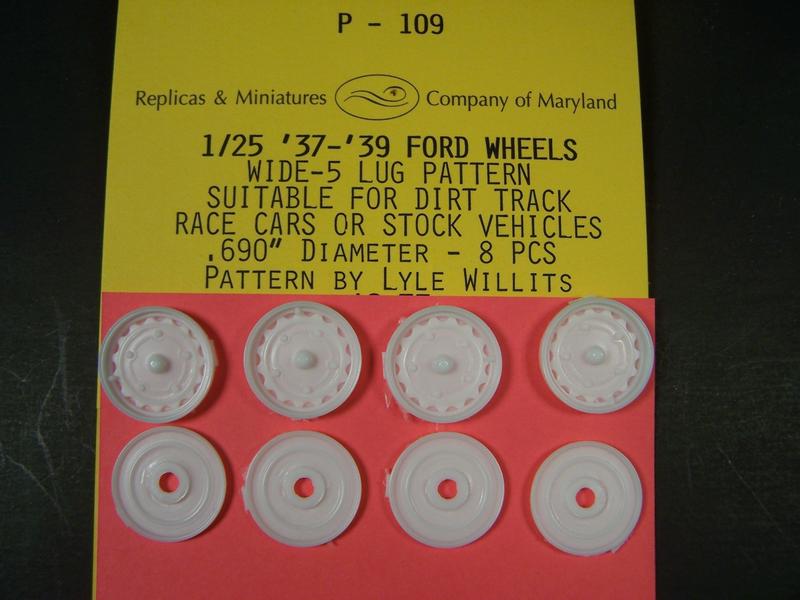 P - 109
Replicas & Miniatures Company of Maryland
1/25 '37-'39 FORD WHEELS
WIDE-5 LUG PATTERN
SUITABLE FOR DIRT TRACK
RACE CARS OR STOCK VEHICLES
.690" DIAMETER - 8 PCS
PATTERN BY LYLE WILLITS